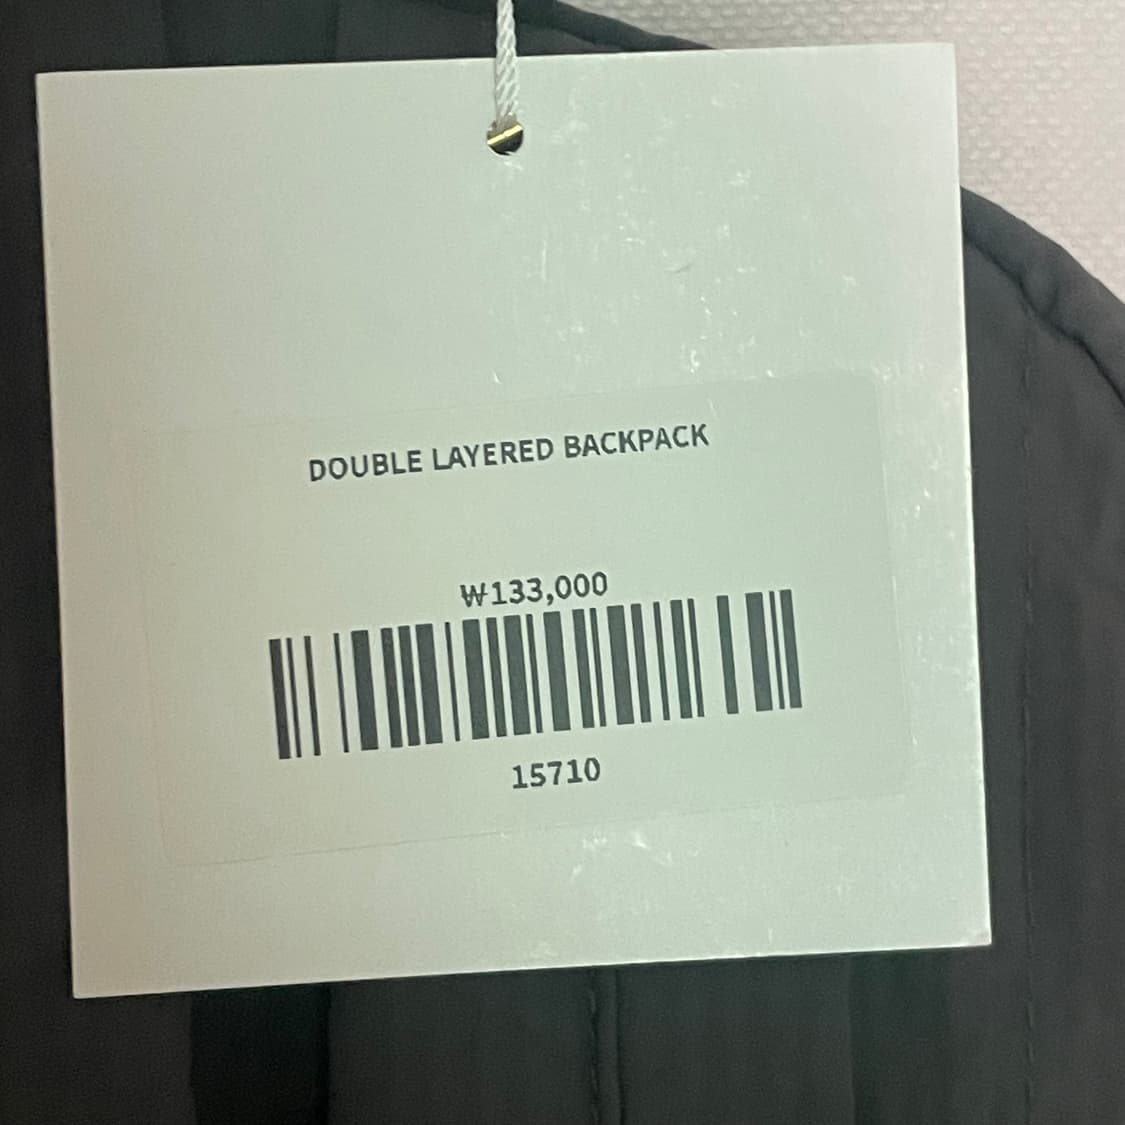 DOUBLE LAYERED BACKPACK
₩133,000
15710